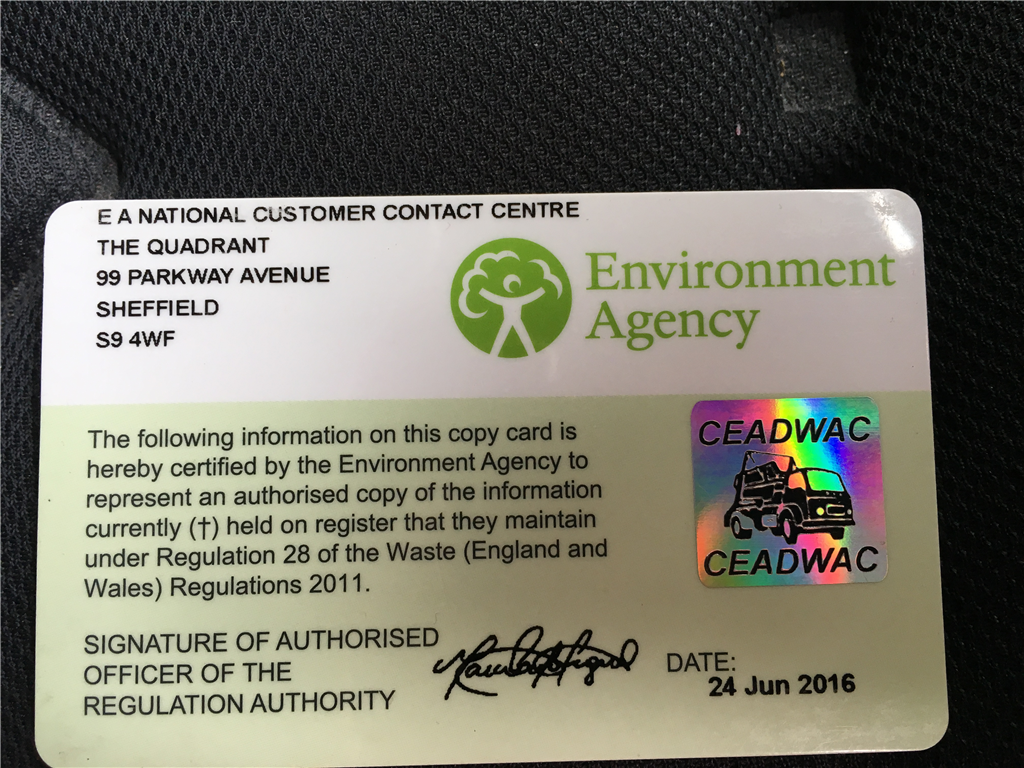 E A NATIONAL CUSTOMER CONTACT CENTRE
THE QUADRANT
99 PARKWAY AVENUE
SHEFFIELD
S9 4WF
Environment
Agency
The following information on this copy card is
hereby certified by the Environment Agency to
represent an authorised copy of the information
currently (†) held on register that they maintain
under Regulation 28 of the Waste (England and
Wales) Regulations 2011.
CEADWAC
CEADWAC
SIGNATURE OF AUTHORISED
OFFICER OF THE
REGULATION AUTHORITY
DATE:
24 Jun 2016